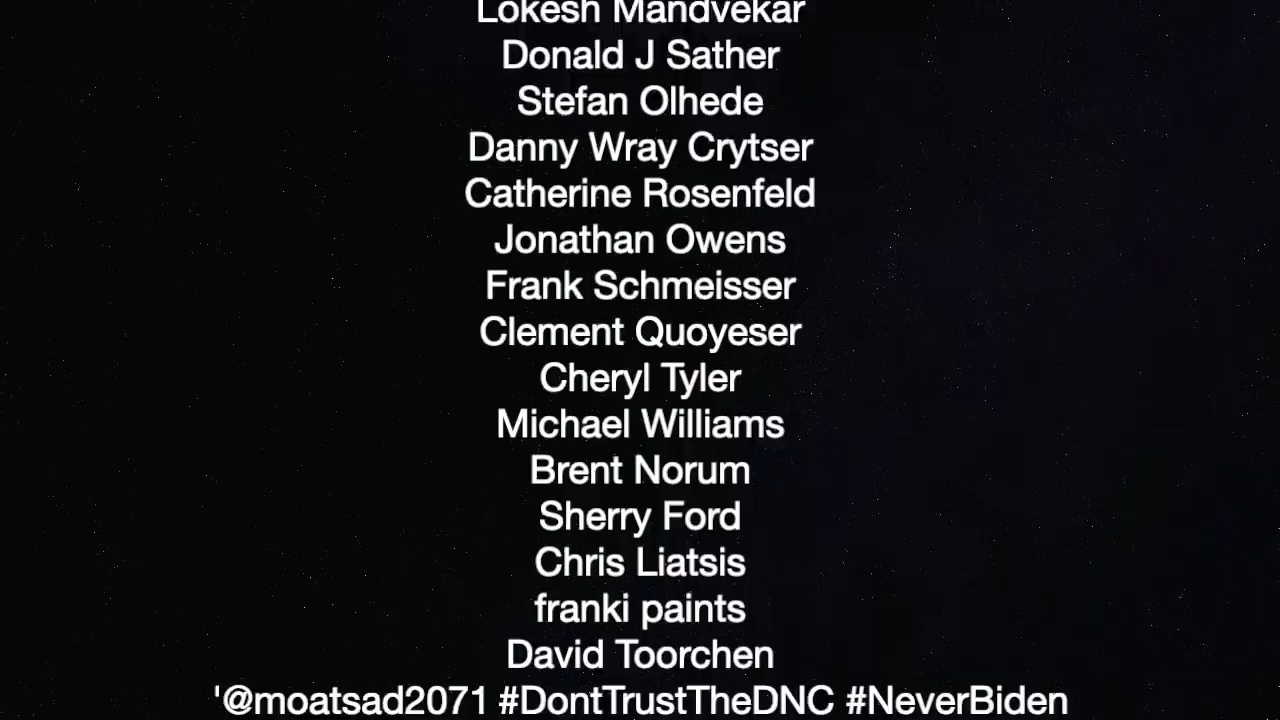 Lokesh Mandvekar
Donald J Sather
Stefan Olhede
Danny Wray Crytser
Catherine Rosenfeld
Jonathan Owens
Frank Schmeisser
Clement Quoyeser
Cheryl Tyler
Michael Williams
Brent Norum
Sherry Ford
Chris Liatsis
franki paints
David Toorchen
'@moatsad2071 #DontTrustTheDNC #NeverBiden